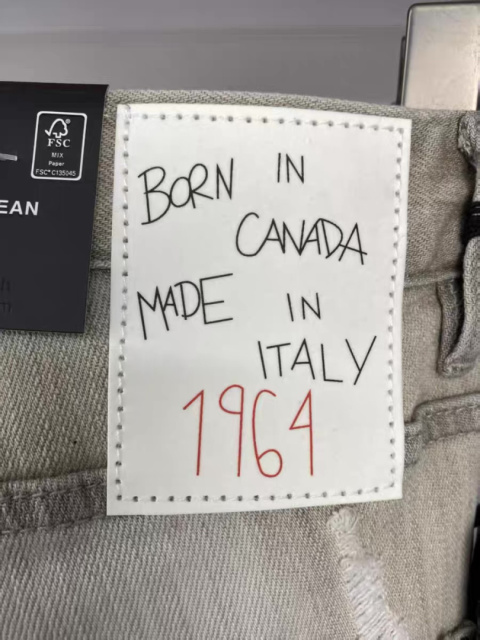 FSC
MIX
Paper
FSC® C135045
EAN
BORN IN
CANADA
MADE IN
ITALY
1964